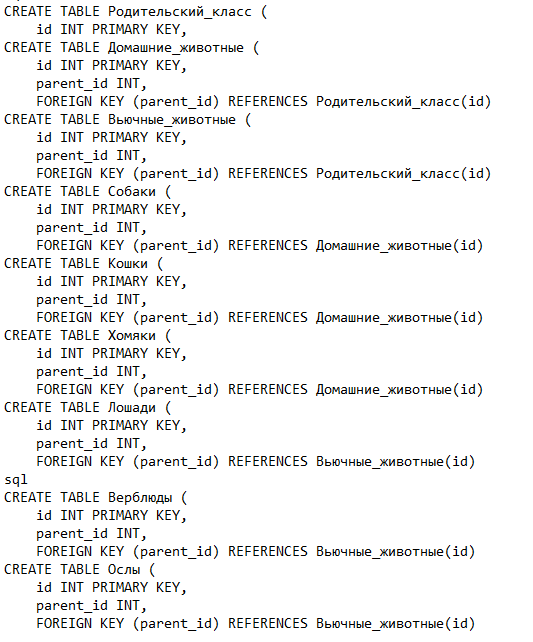 CREATE TABLE Родительский_класс (
    id INT PRIMARY KEY,
CREATE TABLE Домашние_животные (
    id INT PRIMARY KEY,
    parent_id INT,
    FOREIGN KEY (parent_id) REFERENCES Родительский_класс(id)
CREATE TABLE Вьючные_животные (
    id INT PRIMARY KEY,
    parent_id INT,
    FOREIGN KEY (parent_id) REFERENCES Родительский_класс(id)
CREATE TABLE Собаки (
    id INT PRIMARY KEY,
    parent_id INT,
    FOREIGN KEY (parent_id) REFERENCES Домашние_животные(id)
CREATE TABLE Кошки (
    id INT PRIMARY KEY,
    parent_id INT,
    FOREIGN KEY (parent_id) REFERENCES Домашние_животные(id)
CREATE TABLE Хомяки (
    id INT PRIMARY KEY,
    parent_id INT,
    FOREIGN KEY (parent_id) REFERENCES Домашние_животные(id)
CREATE TABLE Лошади (
    id INT PRIMARY KEY,
    parent_id INT,
    FOREIGN KEY (parent_id) REFERENCES Вьючные_животные(id)
sql
CREATE TABLE Верблюды (
    id INT PRIMARY KEY,
    parent_id INT,
    FOREIGN KEY (parent_id) REFERENCES Вьючные_животные(id)
CREATE TABLE Ослы (
    id INT PRIMARY KEY,
    parent_id INT,
    FOREIGN KEY (parent_id) REFERENCES Вьючные_животные(id)